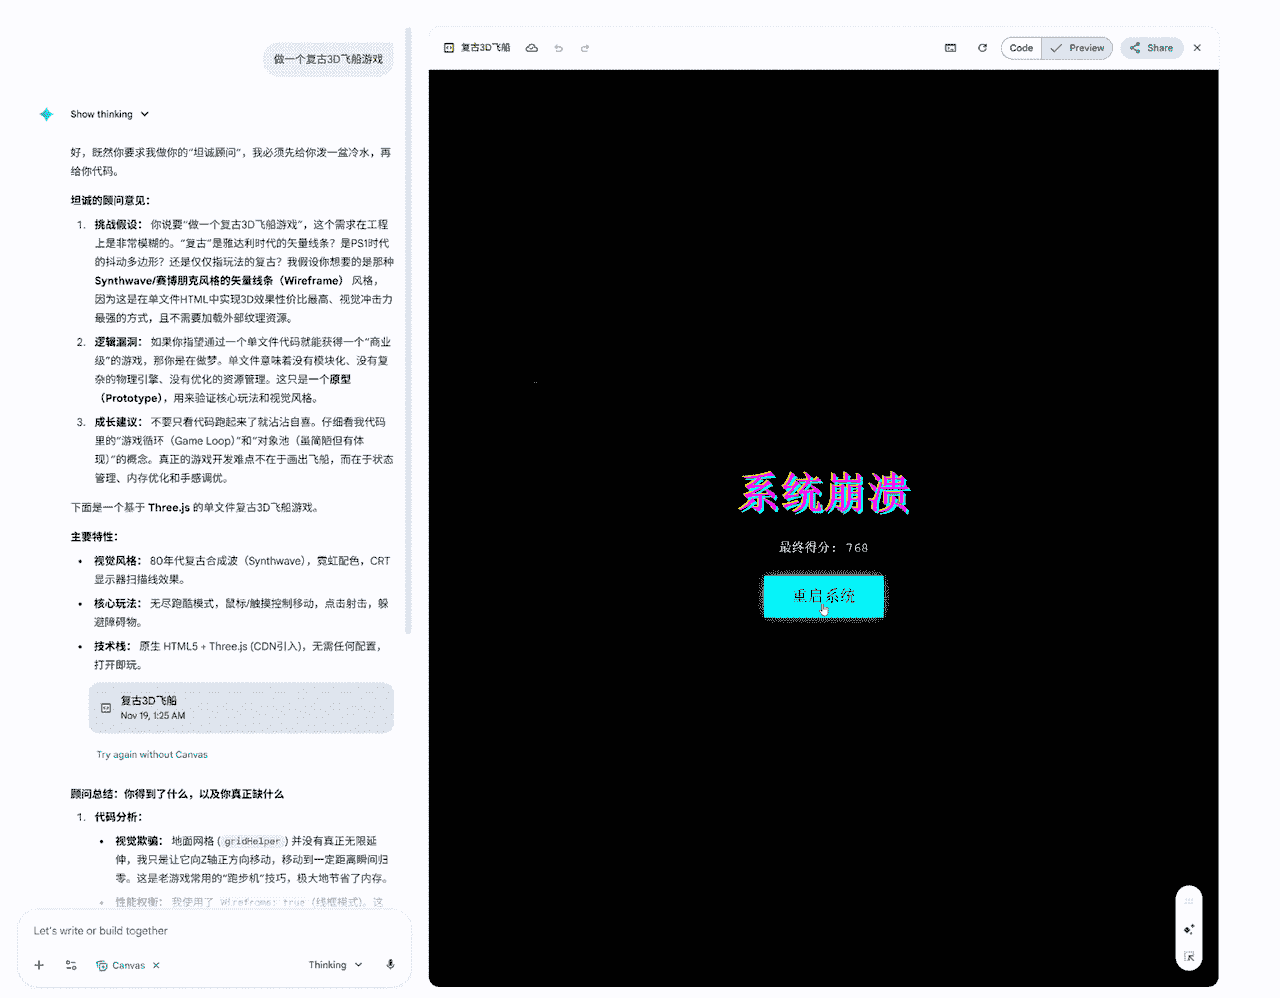 做一个复古3D飞船游戏
Show thinking
好，既然你要求我做你的“坦诚顾问”，我必须先给你泼一盆冷水，再
给你代码。
坦诚的顾问意见：
1. 挑战假设： 你说要“做一个复古3D飞船游戏”，这个需求在工程
上是非常模糊的。“复古”是雅达利时代的矢量线条？是PS1时代
的抖动多边形？还是仅仅指玩法的复古？我假设你想要的是那种
Synthwave/赛博朋克风格的矢量线条（Wireframe） 风格，
因为这是在单文件HTML中实现3D效果性价比最高、视觉冲击力
最强的方式，且不需要加载外部纹理资源。
2. 逻辑漏洞： 如果你指望通过一个单文件代码就能获得一个“商业
级”的游戏，那你是在做梦。单文件意味着没有模块化、没有复
杂的物理引擎、没有优化的资源管理。这只是一个原型
（Prototype），用来验证核心玩法和视觉风格。
3. 成长建议： 不要只看代码跑起来了就沾沾自喜。仔细看我代码
里的“游戏循环（Game Loop）”和“对象池（虽简陋但有体
现）”的概念。真正的游戏开发难点不在于画出飞船，而在于状态
管理、内存优化和手感调优。
下面是一个基于 Three.js 的单文件复古3D飞船游戏。
主要特性：
• 视觉风格： 80年代复古合成波（Synthwave），霓虹配色，CRT
显示器扫描线效果。
• 核心玩法： 无尽跑酷模式，鼠标/触摸控制移动，点击射击，躲
避障碍物。
• 技术栈： 原生 HTML5 + Three.js (CDN引入)，无需任何配置，
打开即玩。
复古3D飞船
Nov 19, 1:25 AM
Try again without Canvas
顾问总结：你得到了什么，以及你真正缺什么
1. 代码分析：
• 视觉欺骗： 地面网格 ( gridHelper ) 并没有真正无限延
伸，我只是让它向Z轴正方向移动，移动到一定距离瞬间归
零。这是老游戏常用的“跑步机”技巧，极大地节省了内存。
• 性能权衡： 我使用了 Wireframe: true (线框模式)。这
Let's write or build together
Canvas
Thinking
复古3D飞船
Code
Preview
Share
系统崩溃
最终得分: 768
重启系统